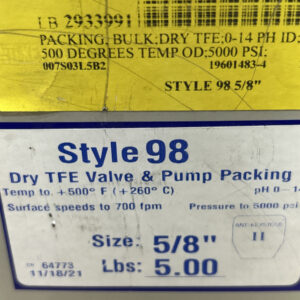 LB 2933991
PACKING, BULK;DRY TFE;0-14 PH ID;
500 DEGREES TEMP OD;5000 PSI;
007S03L5B2 19601483-4
STYLE 98 5/8"
Style 98
Dry TFE Valve & Pump Packing
Temp to. +500° F (+260° C) pH 0-14
Surface speeds to 700 fpm Pressure to 5000 psi
Size: 5/8"
Lbs: 5.00
64773
11/18/21
II